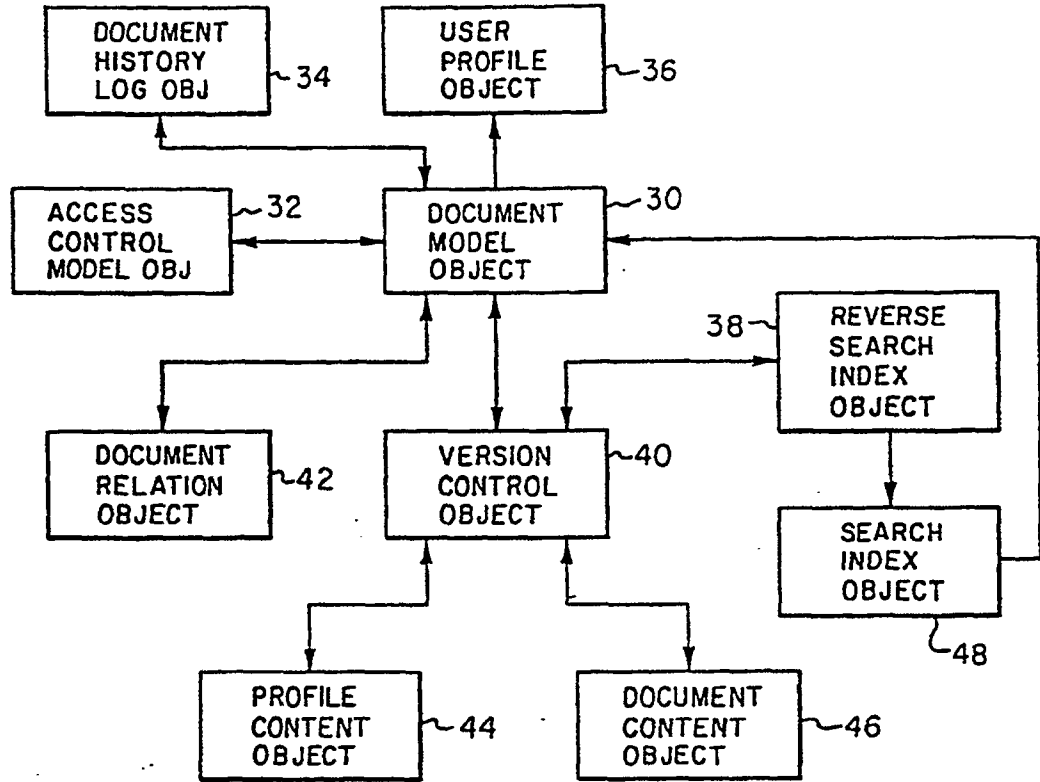 DOCUMENT
HISTORY
LOG OBJ
34
USER
PROFILE
OBJECT
36
ACCESS
CONTROL
MODEL OBJ
32
DOCUMENT
MODEL
OBJECT
30
38
REVERSE
SEARCH
INDEX
OBJECT
DOCUMENT
RELATION
OBJECT
42
VERSION
CONTROL
OBJECT
40
SEARCH
INDEX
OBJECT
48
PROFILE
CONTENT
OBJECT
44
DOCUMENT
CONTENT
OBJECT
46